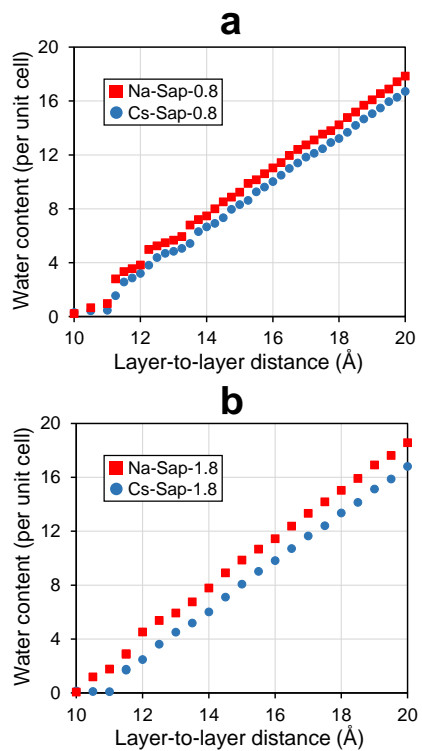 a
20
16
12
8
4
0
Water content (per unit cell)
Na-Sap-0.8
Cs-Sap-0.8
10 12 14 16 18 20
Layer-to-layer distance (Å)
b
20
16
12
8
4
0
Water content (per unit cell)
Na-Sap-1.8
Cs-Sap-1.8
10 12 14 16 18 20
Layer-to-layer distance (Å)